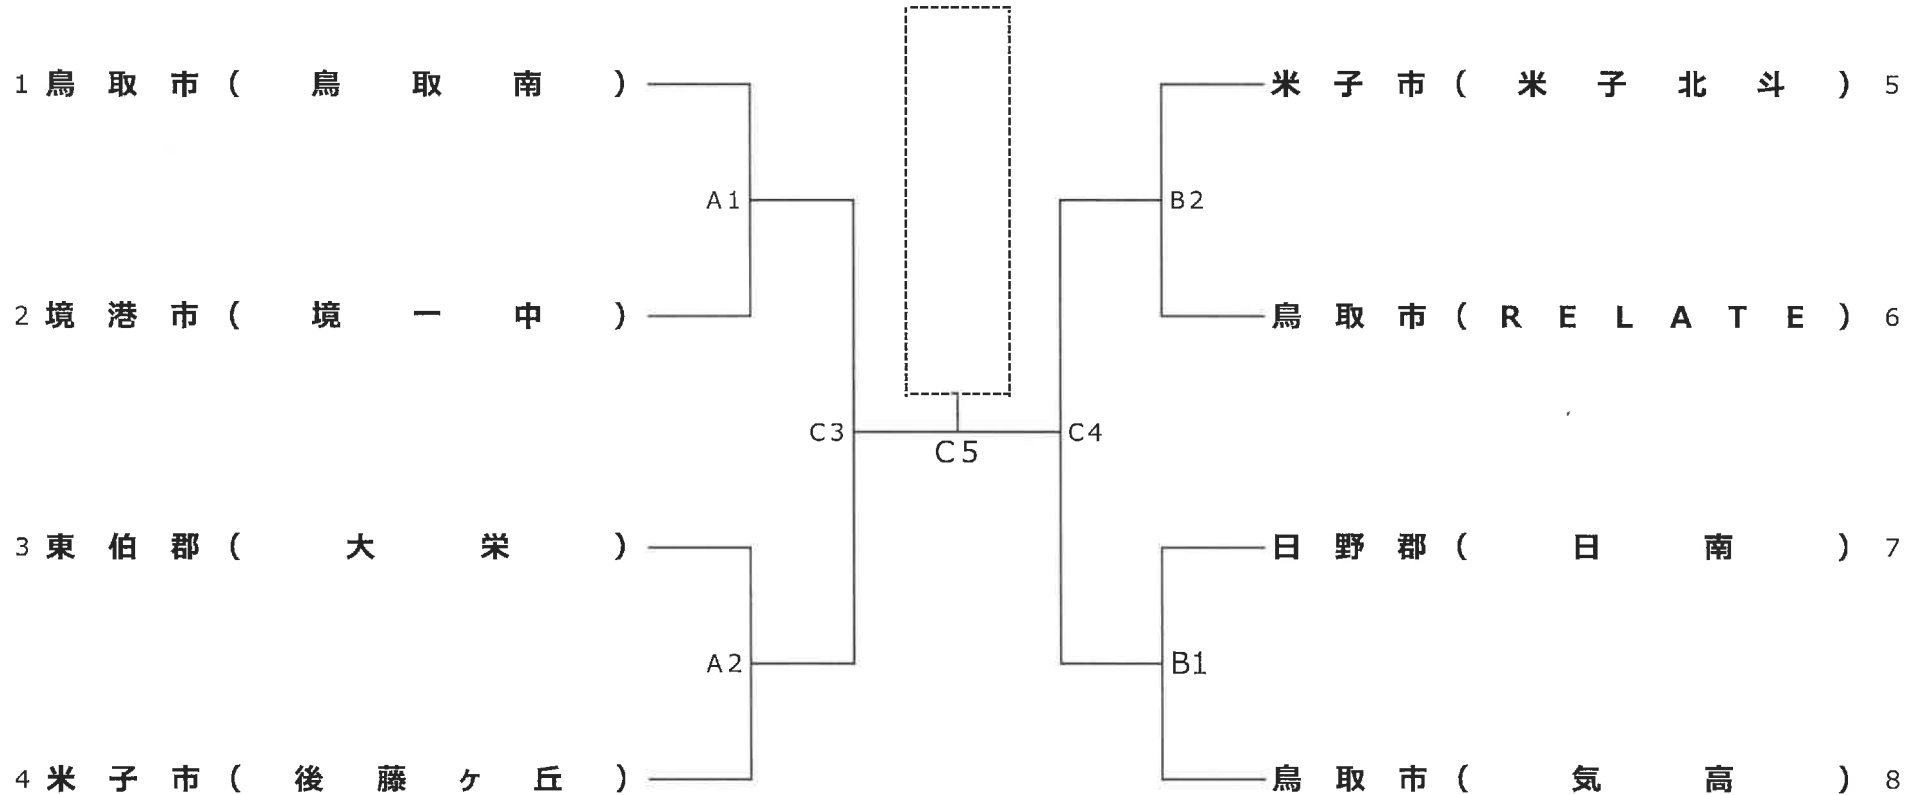 1 鳥取市(鳥取南)
米子市(米子北斗) 5
A1
B2
2 境港市(境一中)
鳥取市(RELATE) 6
C3
C4
C5
3 東伯郡(大栄)
日野郡(日南) 7
A2
B1
4 米子市(後藤ヶ丘)
鳥取市(気高) 8